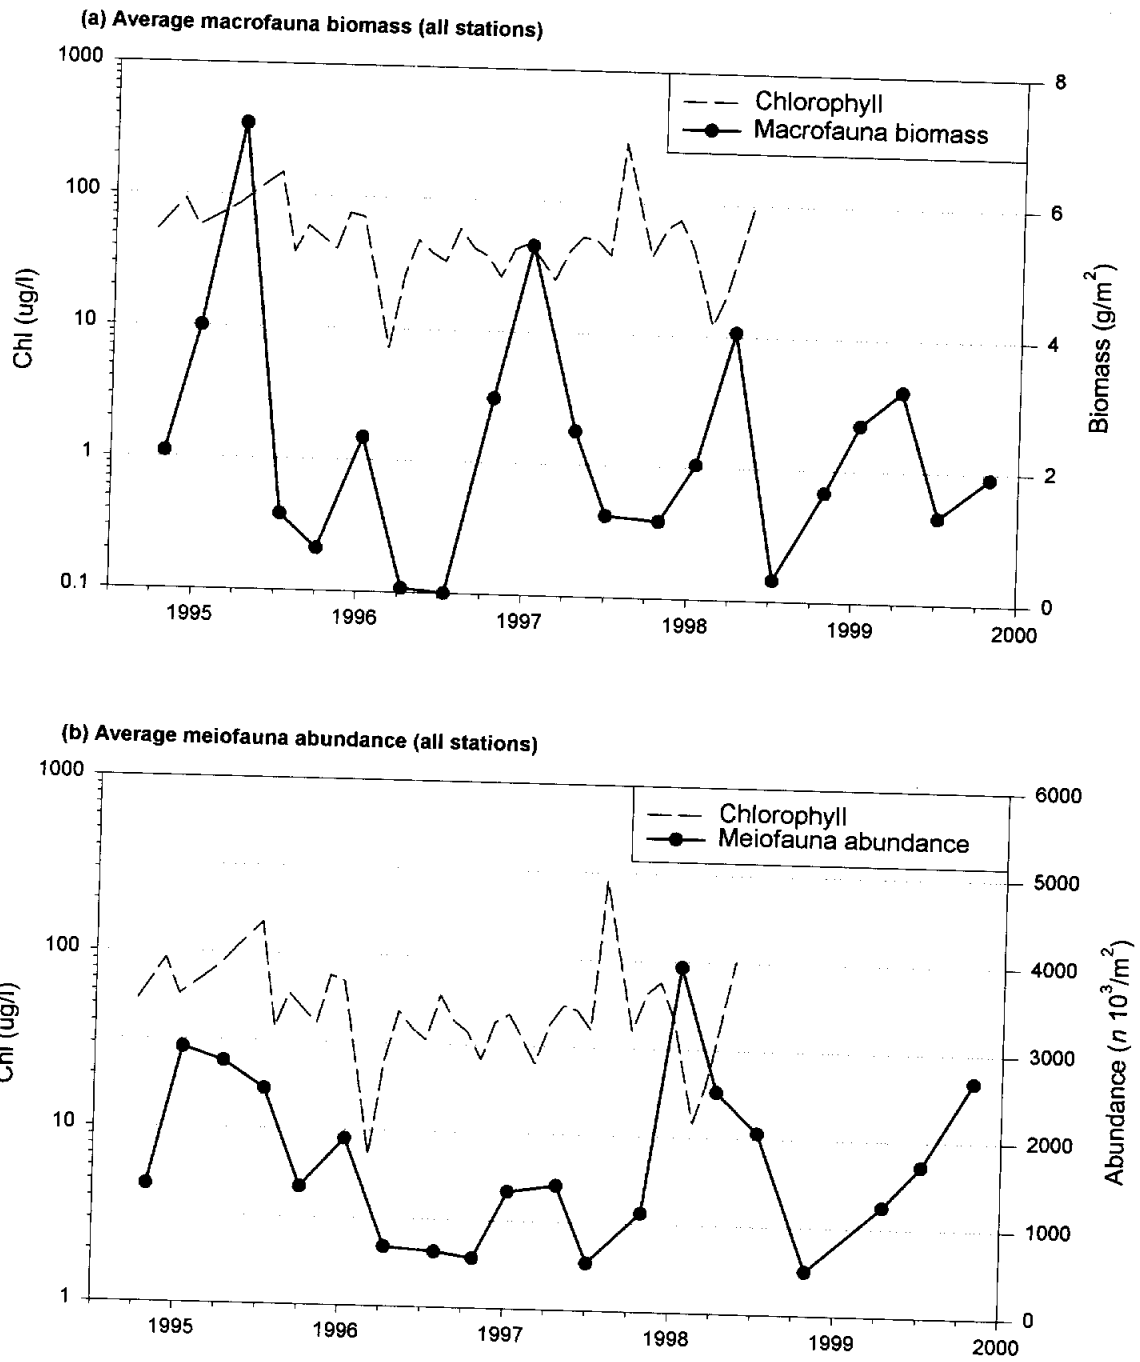 (a) Average macrofauna biomass (all stations)
1000
100
10
1
0.1
Chl (ug/l)
Chlorophyll
Macrofauna biomass
8
6
4
2
0
Biomass (g/m²)
1995 1996 1997 1998 1999 2000
(b) Average meiofauna abundance (all stations)
1000
100
10
1
Chl (ug/l)
Chlorophyll
Meiofauna abundance
6000
5000
4000
3000
2000
1000
0
Abundance (n 10³/m²)
1995 1996 1997 1998 1999 2000